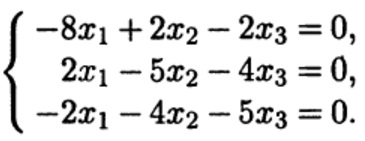 −8x₁ + 2x₂ − 2x₃ = 0,
2x₁ − 5x₂ − 4x₃ = 0,
−2x₁ − 4x₂ − 5x₃ = 0.